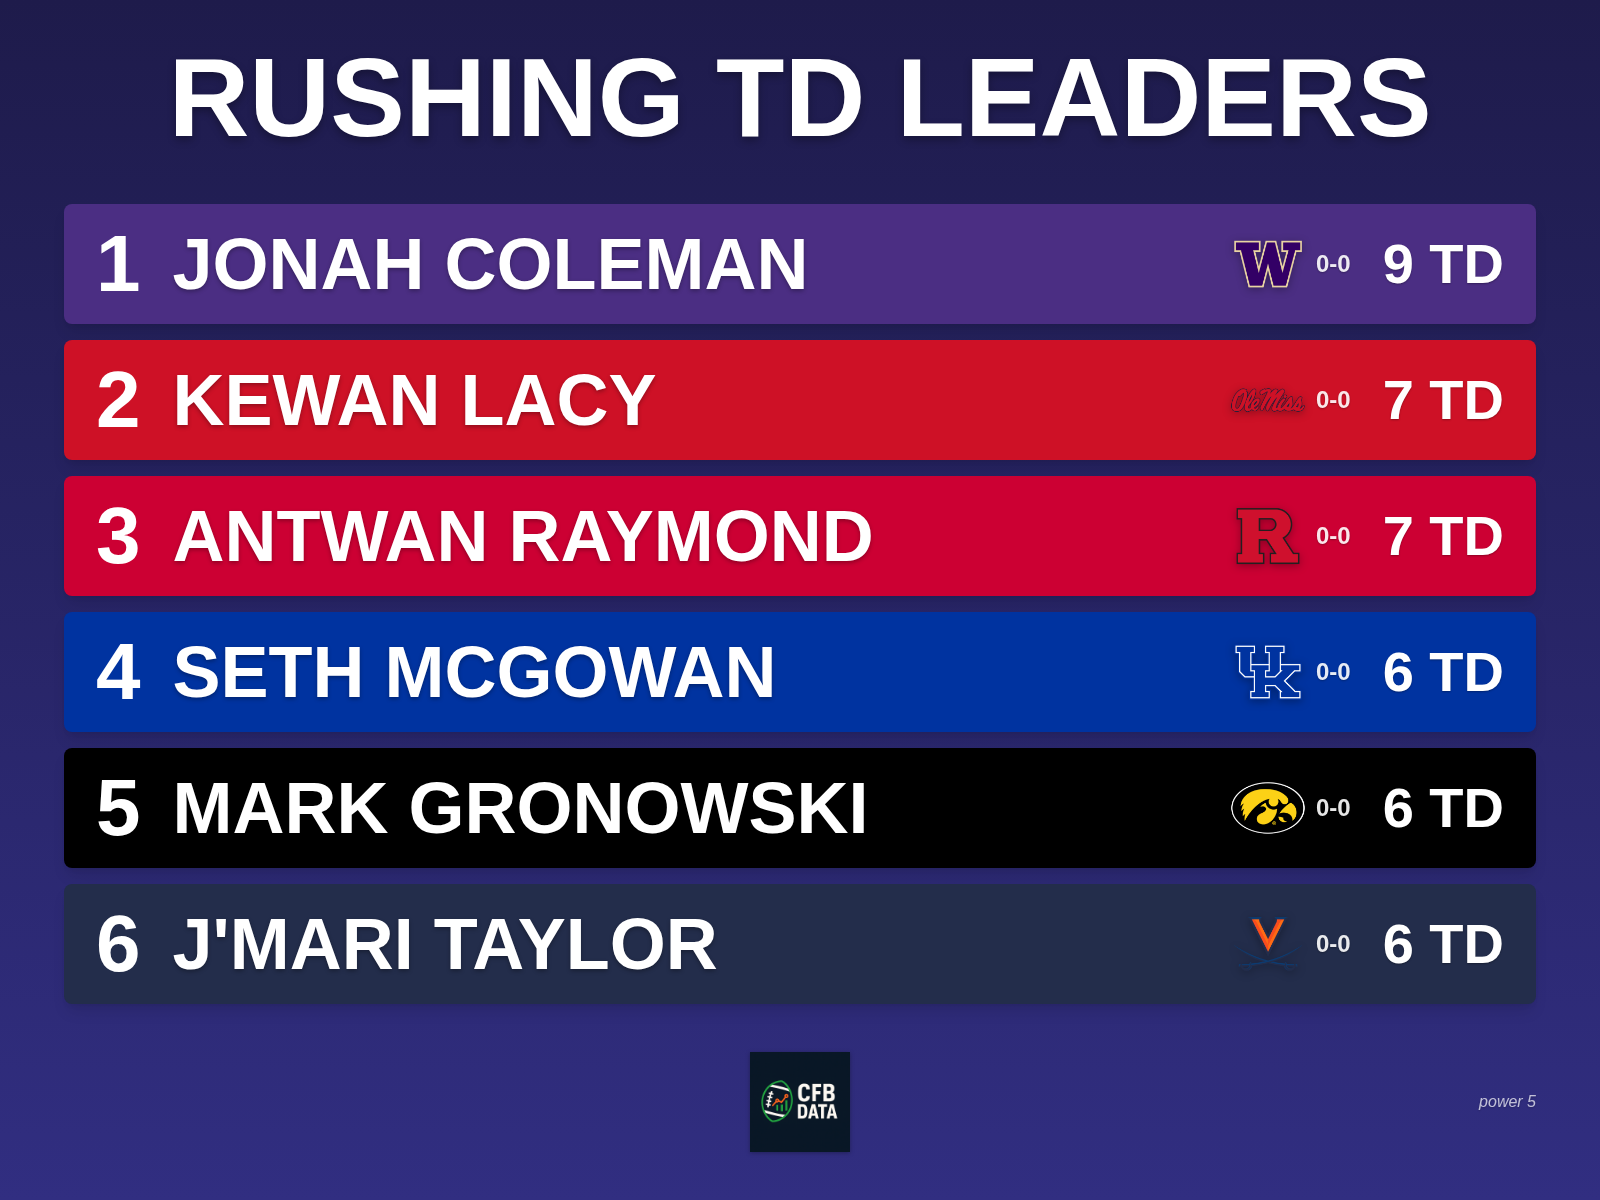 RUSHING TD LEADERS
1 JONAH COLEMAN W 0-0 9 TD
2 KEWAN LACY Ole Miss 0-0 7 TD
3 ANTWAN RAYMOND R 0-0 7 TD
4 SETH MCGOWAN UK 0-0 6 TD
5 MARK GRONOWSKI 0-0 6 TD
6 J'MARI TAYLOR V 0-0 6 TD
CFB
DATA
power 5